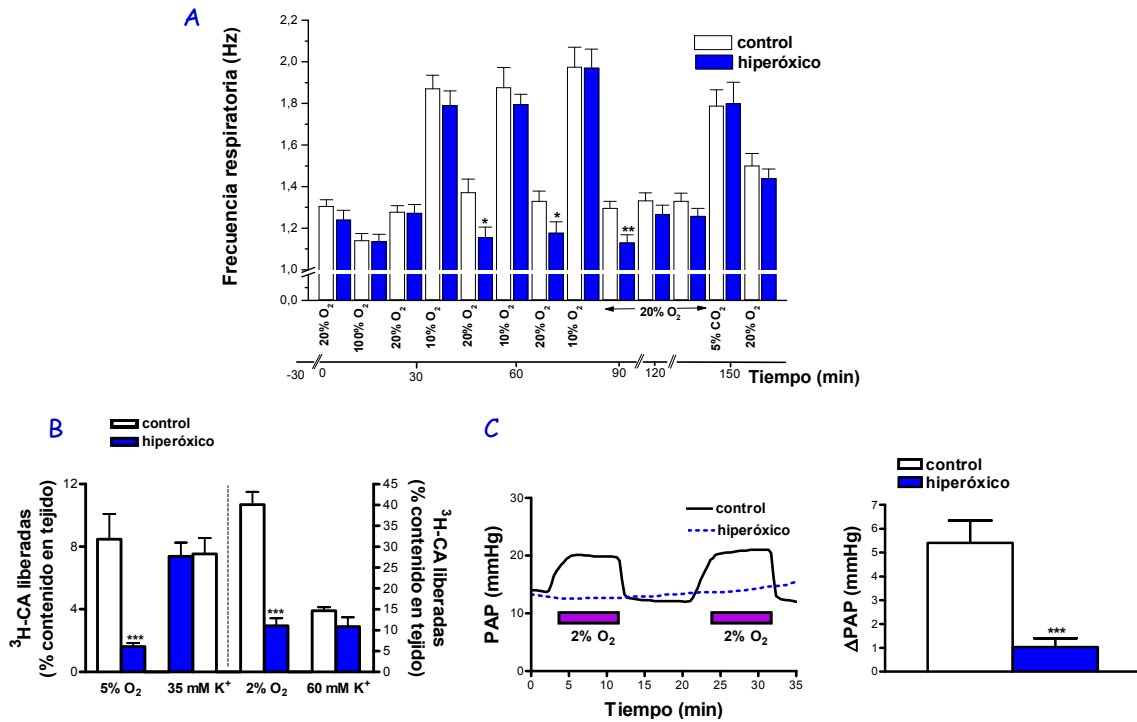 A
Frecuencia respiratoria (Hz)
2,2
2,0
1,8
1,6
1,4
1,2
1,0
0,0
control
hiperóxico
*
*
**
20% O2
100% O2
20% O2
10% O2
20% O2
10% O2
20% O2
10% O2
20% O2
5% CO2
20% O2
-30
0
30
60
90
120
150
Tiempo (min)
B
control
hiperóxico
3H-CA liberadas
(% contenido en tejido)
12
8
4
0
***
***
45
40
35
30
25
20
15
10
5
0
3H-CA liberadas
(% contenido en tejido)
5% O2
35 mM K+
2% O2
60 mM K+
C
PAP (mmHg)
30
20
10
0
control
hiperóxico
2% O2
2% O2
0
5
10
15
20
25
30
35
Tiempo (min)
control
hiperóxico
ΔPAP (mmHg)
7
6
5
4
3
2
1
0
***